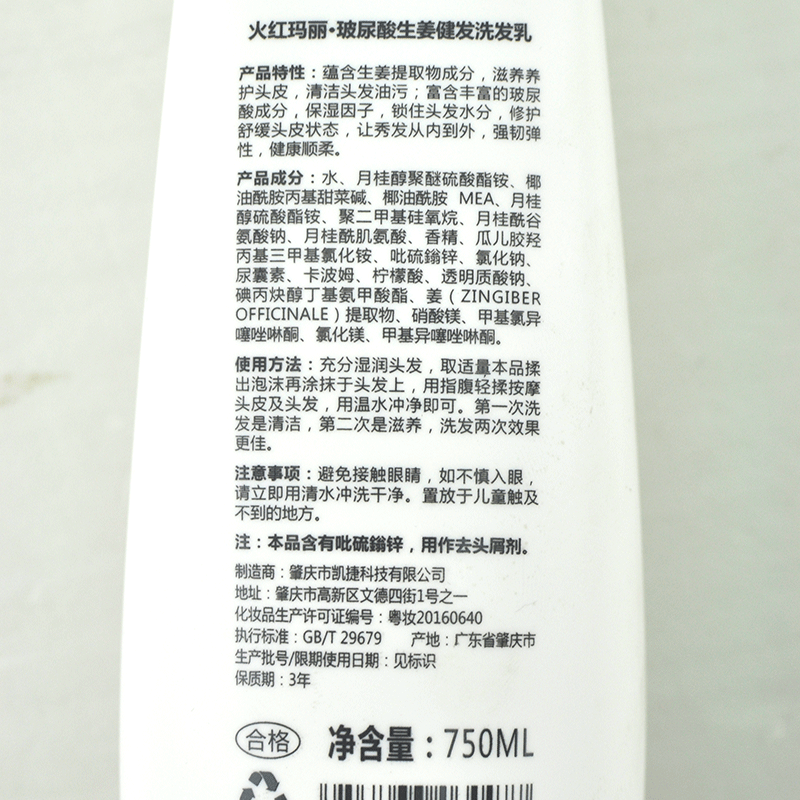 火红玛丽•玻尿酸生姜健发洗发乳
产品特性：蕴含生姜提取物成分，滋养养
护头皮，清洁头发油污；富含丰富的玻尿
酸成分，保湿因子，锁住头发水分，修护
舒缓头皮状态，让秀发从内到外，强韧弹
性，健康顺柔。
产品成分：水、月桂醇聚醚硫酸酯铵、椰
油酰胺丙基甜菜碱、椰油酰胺 MEA、月桂
醇硫酸酯铵、聚二甲基硅氧烷、月桂酰谷
氨酸钠、月桂酰肌氨酸、香精、瓜儿胶羟
丙基三甲基氯化铵、吡硫鎓锌、氯化钠、
尿囊素、卡波姆、柠檬酸、透明质酸钠、
碘丙炔醇丁基氨甲酸酯、姜（ZINGIBER
OFFICINALE）提取物、硝酸镁、甲基氯异
噻唑啉酮、氯化镁、甲基异噻唑啉酮。
使用方法：充分湿润头发，取适量本品揉
出泡沫再涂抹于头发上，用指腹轻揉按摩
头皮及头发，用温水冲净即可。第一次洗
发是清洁，第二次是滋养，洗发两次效果
更佳。
注意事项：避免接触眼睛，如不慎入眼，
请立即用清水冲洗干净。置放于儿童触及
不到的地方。
注：本品含有吡硫鎓锌，用作去头屑剂。
制造商：肇庆市凯捷科技有限公司
地址：肇庆市高新区文德四街1号之一
化妆品生产许可证编号：粤妆20160640
执行标准：GB/T 29679 产地：广东省肇庆市
生产批号/限期使用日期：见标识
保质期：3年
合格 净含量：750ML